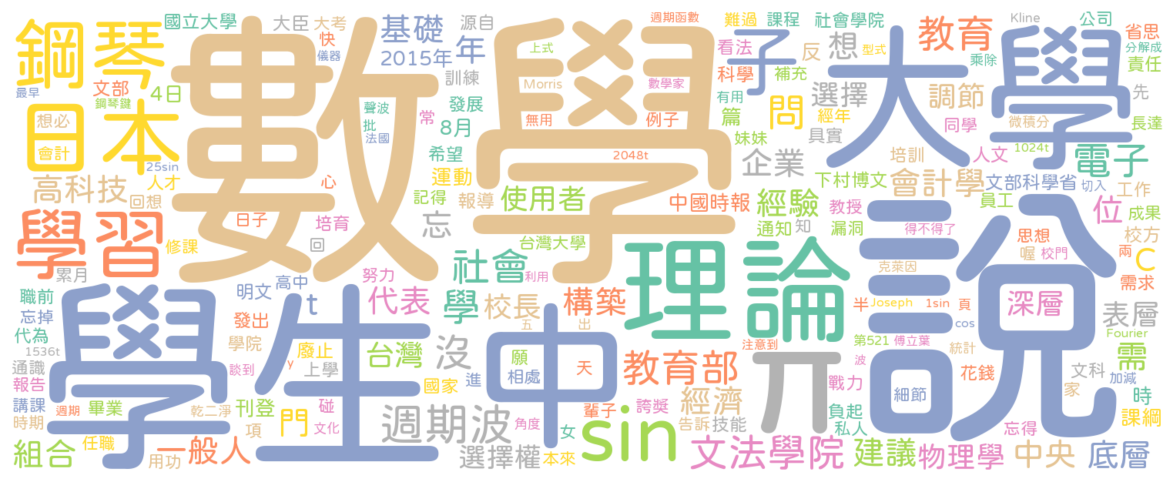 國立大學 大臣 大考 基礎 源自 週期函數 難過 課程 社會學院 Kline 公司
鋼琴 快 儀器 2015年 年 上式 看法 反 想 教育 型式 省思 分解成
最早 文部 4日 訓練 Morris 數學家 科學 補充 乘除 責任
鋼琴鍵 聲波 發展 有用 選擇 調節 先
數學 子 大學
日本 想必 批 常 8月 無用 例子 篇 問 經年 同學 微積分 長達
會計 法國 妹妹 具實 1024t
25sin 希望 2048t 企業 培訓 人文 電子
高科技 人才 心 運動 下村博文 會計學 文部科學省 切入 工作
回想 記得 報導 使用者 中國時報 經驗 教授 員工 位 成果
學習 日子 培育 忘 通知 知 漏洞 得不得了 思想 兩 校方
修課 回 台灣大學 說 喔 校門 C
累月 努力 社會 利用 理論 克萊因 需求
職前 明文 高中 代表 學 校長 構築 半 Joseph 1sin 頁 深層 表層
忘掉 t 五 出 cos Fourier
代為 發出 注意到 第521 傅立葉 需
1536t 學院 廢止 台灣 沒 願 統計
通識 談到 y 上學 相處 天 教育部 π 波 型 加減
學生 中
報告 國家 進 輩子 誇獎 經濟 戰力 細節 花錢 文科 時
講課 週期 畢業 刊登 門 碰 週期波 角度 女 告訴 技能 負起 家 課綱
時期 乾二淨 項 文化 sin 私人 忘得
組合 任職 一般人 選擇權 本來 文法學院 建議 物理學 中央 底層
用功